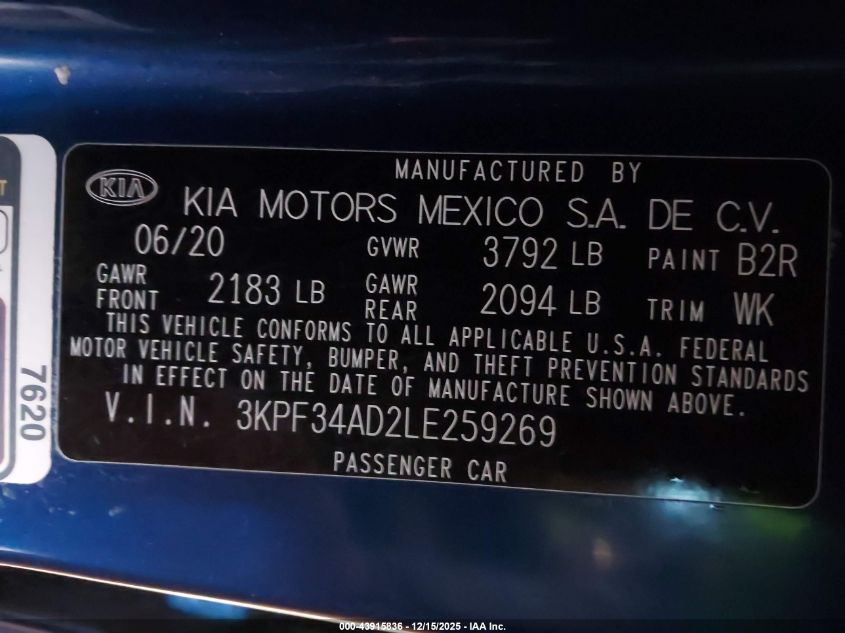 MANUFACTURED BY
KIA KIA MOTORS MEXICO S.A. DE C.V.
06/20 GVWR 3792 LB PAINT B2R
GAWR FRONT 2183 LB GAWR REAR 2094 LB TRIM WK
THIS VEHICLE CONFORMS TO ALL APPLICABLE U.S.A. FEDERAL
MOTOR VEHICLE SAFETY, BUMPER, AND THEFT PREVENTION STANDARDS
IN EFFECT ON THE DATE OF MANUFACTURE SHOWN ABOVE.
V.I.N. 3KPF34AD2LE259269
PASSENGER CAR
7620
000-43915836 - 12/15/2025 - IAA Inc.